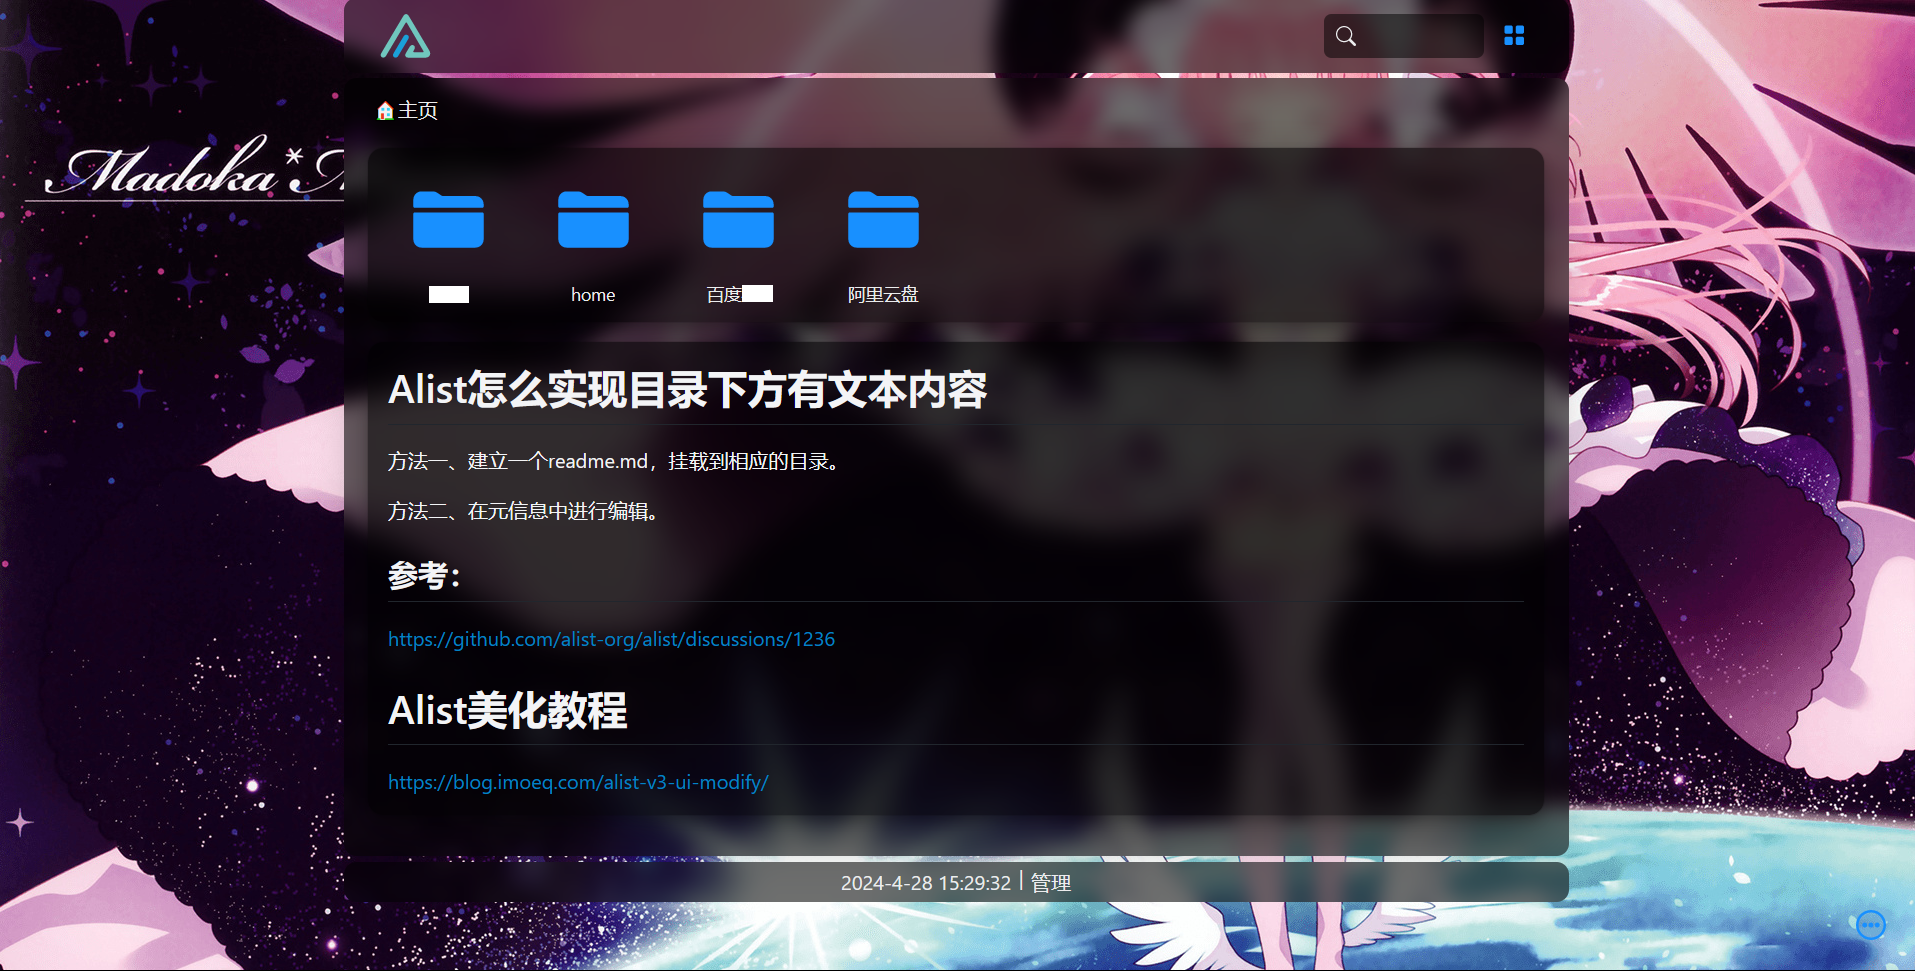 🏠主页
Madoka*
home
百度
阿里云盘
Alist怎么实现目录下方有文本内容
方法一、建立一个readme.md，挂载到相应的目录。
方法二、在元信息中进行编辑。
参考：
https://github.com/alist-org/alist/discussions/1236
Alist美化教程
https://blog.imoeq.com/alist-v3-ui-modify/
2024-4-28 15:29:32 | 管理